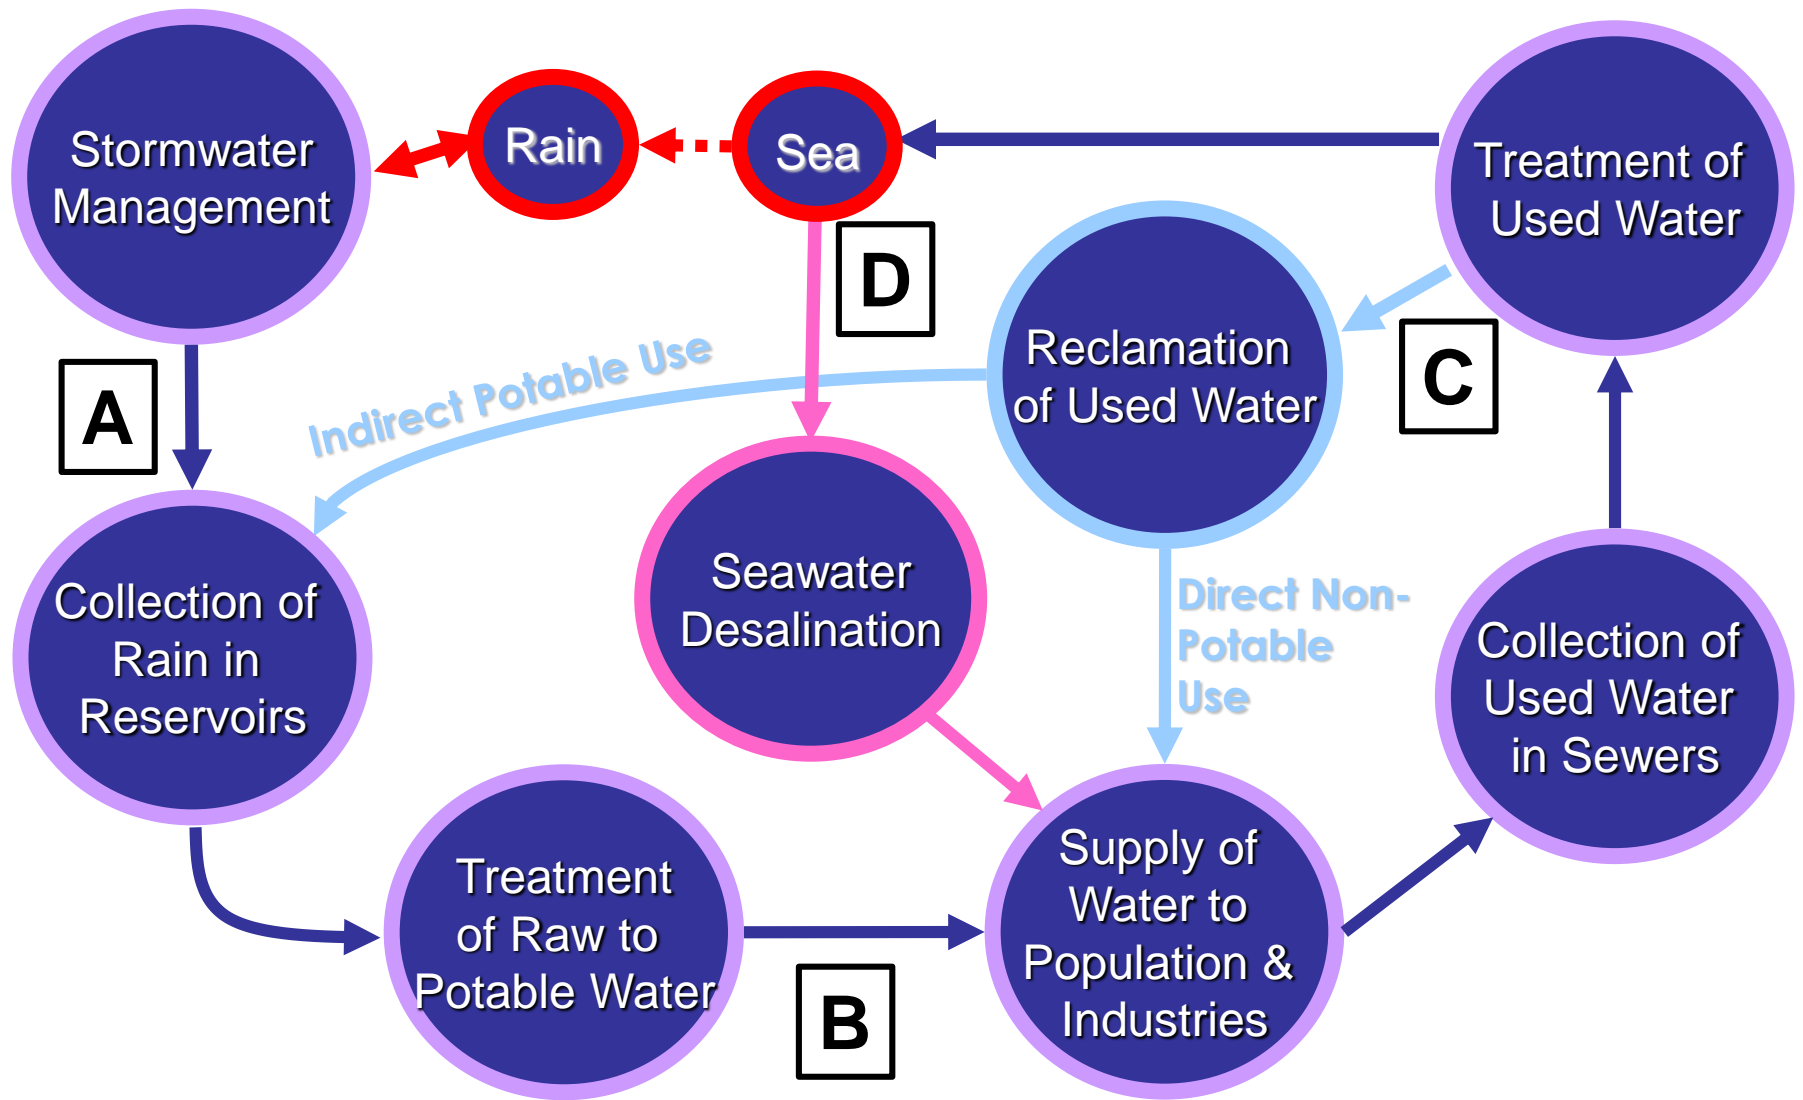 Stormwater
Management
Rain
Sea
Treatment of
Used Water
D
A
Indirect Potable Use
Reclamation
of Used Water
C
Collection of
Rain in
Reservoirs
Seawater
Desalination
Direct Non-
Potable
Use
Collection of
Used Water
in Sewers
Treatment
of Raw to
Potable Water
B
Supply of
Water to
Population &
Industries